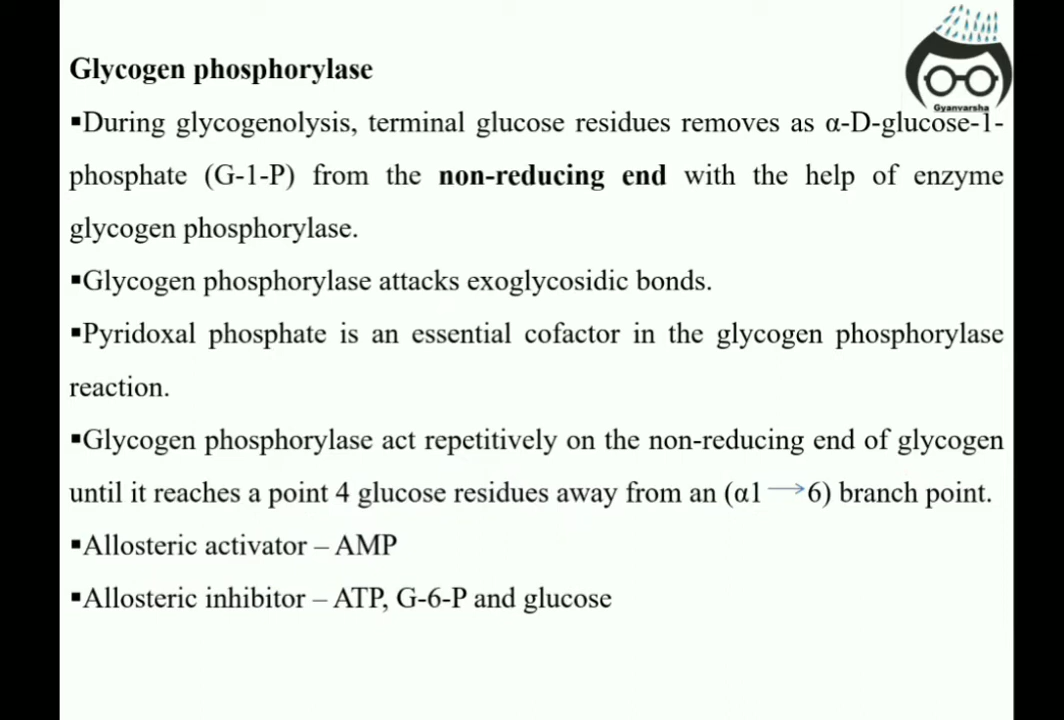 Glycogen phosphorylase
Gyanvarsha
▪During glycogenolysis, terminal glucose residues removes as α-D-glucose-1-
phosphate (G-1-P) from the non-reducing end with the help of enzyme
glycogen phosphorylase.
▪Glycogen phosphorylase attacks exoglycosidic bonds.
▪Pyridoxal phosphate is an essential cofactor in the glycogen phosphorylase
reaction.
▪Glycogen phosphorylase act repetitively on the non-reducing end of glycogen
until it reaches a point 4 glucose residues away from an (α1 → 6) branch point.
▪Allosteric activator – AMP
▪Allosteric inhibitor – ATP, G-6-P and glucose